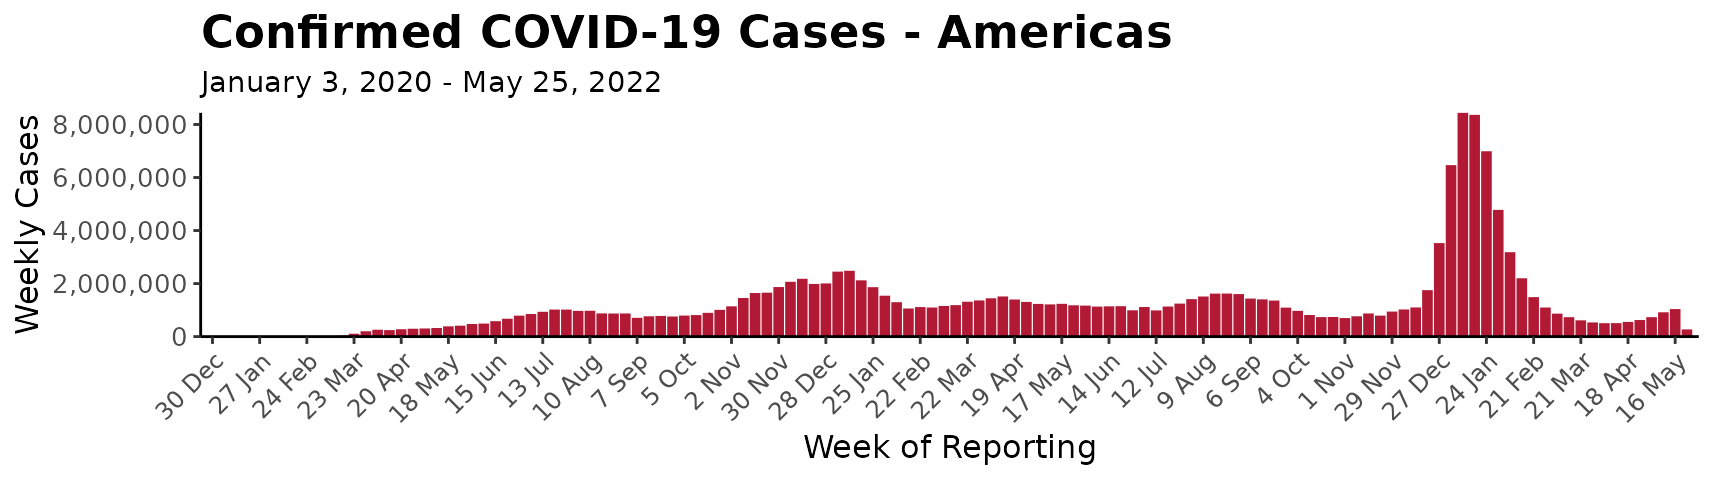 Confirmed COVID-19 Cases - Americas
January 3, 2020 - May 25, 2022
Weekly Cases
8,000,000
6,000,000
4,000,000
2,000,000
0
30 Dec
27 Jan
24 Feb
23 Mar
20 Apr
18 May
15 Jun
13 Jul
10 Aug
7 Sep
5 Oct
2 Nov
30 Nov
28 Dec
25 Jan
22 Feb
22 Mar
19 Apr
17 May
14 Jun
12 Jul
9 Aug
6 Sep
4 Oct
1 Nov
29 Nov
27 Dec
24 Jan
21 Feb
21 Mar
18 Apr
16 May
Week of Reporting